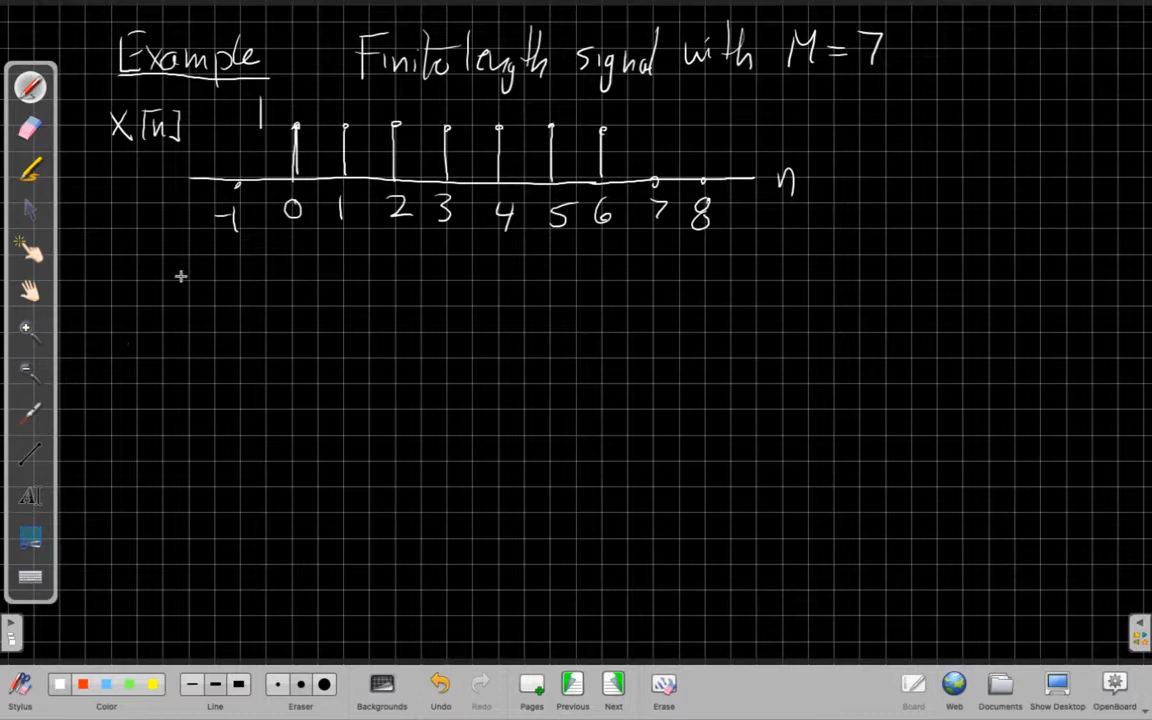 Example Finite length signal with M = 7
x[n] 1
n
-1 0 1 2 3 4 5 6 7 8
Stylus Color Line Eraser Backgrounds Undo Redo Pages Previous Next Erase Board Web Documents Show Desktop OpenBoard